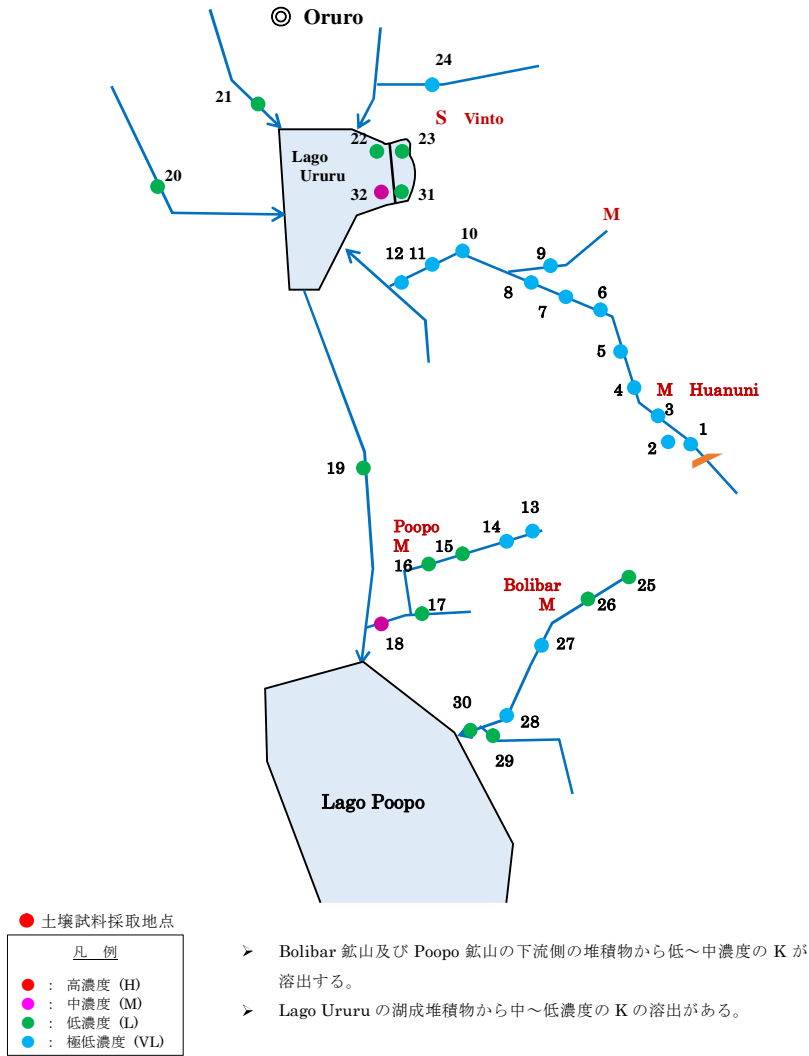 ◎ Oruro
24
21
S Vinto
22
23
Lago
Ururu
20
32
31
M
10
12 11
9
8
7
6
5
4
M Huanuni
3
2
1
19
13
Poopo
M
14
15
16
Bolibar
M
25
26
17
18
27
30
28
29
Lago Poopo
土壌試料採取地点
凡 例
: 高濃度 (H)
: 中濃度 (M)
: 低濃度 (L)
: 極低濃度 (VL)
➢ Bolibar 鉱山及び Poopo 鉱山の下流側の堆積物から低～中濃度の K が
溶出する。
➢ Lago Ururu の湖成堆積物から中～低濃度の K の溶出がある。